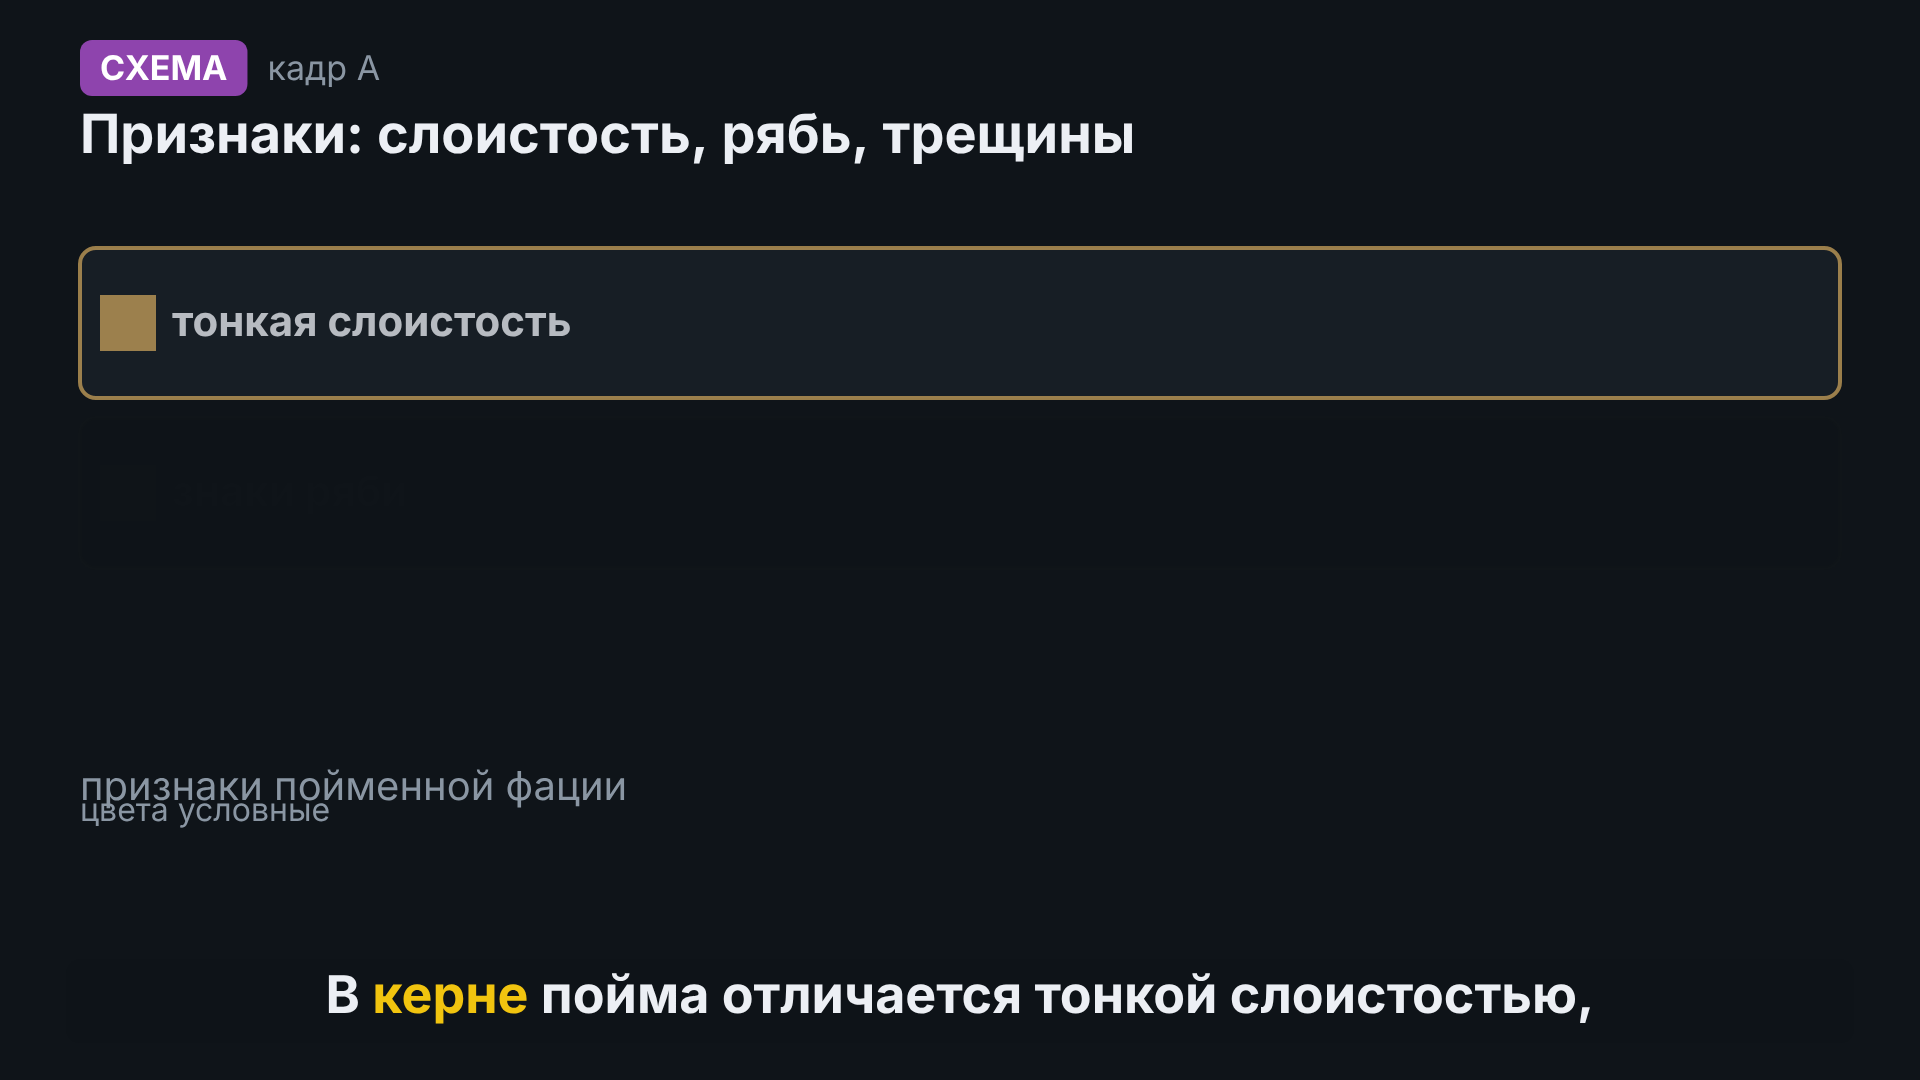 СХЕМА кадр А
Признаки: слоистость, рябь, трещины
тонкая слоистость
признаки пойменной фации
цвета условные
В керне пойма отличается тонкой слоистостью,